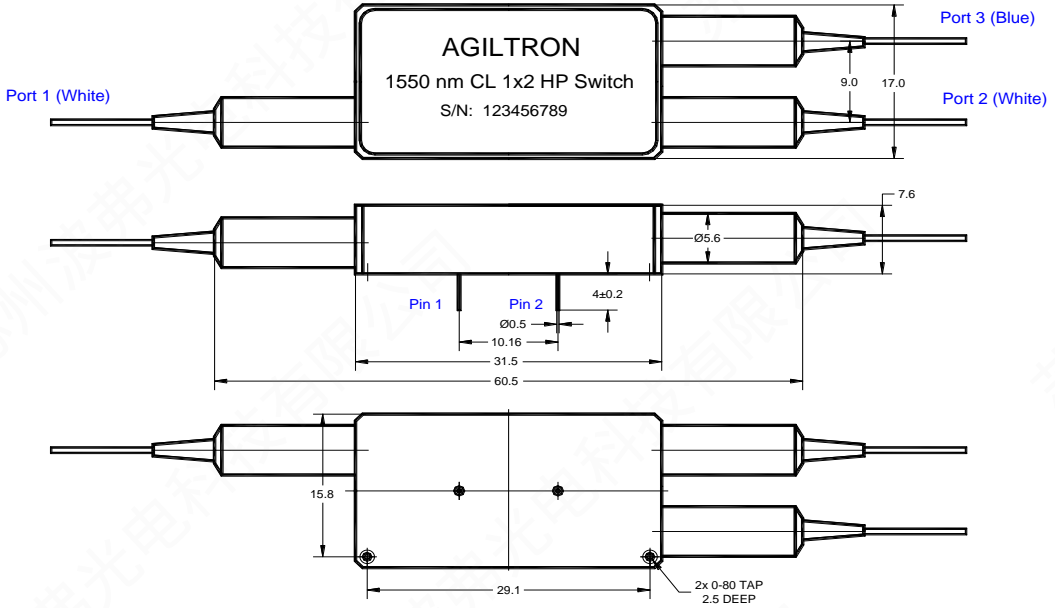 Port 3 (Blue)
AGILTRON
1550 nm CL 1x2 HP Switch
S/N: 123456789
Port 1 (White)
9.0
17.0
Port 2 (White)
7.6
Ø5.6
Pin 1
Pin 2
4±0.2
Ø0.5
10.16
31.5
60.5
15.8
29.1
2x 0-80 TAP
2.5 DEEP